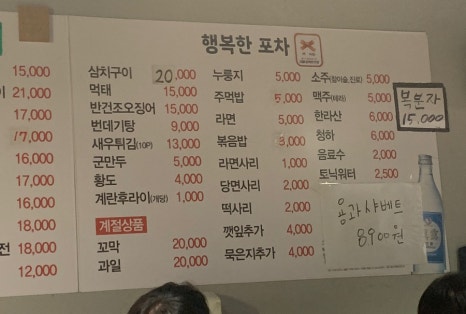 행복한 포차
15,000
21,000
17,000
17,000
16,000
17,000
16,000
18,000
전 18,000
12,000
삼치구이 20,000
먹태 15,000
반건조오징어 15,000
번데기탕 9,000
새우튀김(10P) 13,000
군만두 5,000
황도 4,000
계란후라이(개당) 1,000
계절상품
꼬막 20,000
과일 20,000
누룽지 5,000
주먹밥 5,000
라면 5,000
볶음밥 8,000
라면사리 1,000
당면사리 2,000
떡사리 2,000
깻잎추가 4,000
묵은지추가 4,000
소주(참이슬.진로) 5,000
맥주(테라) 5,000
한라산 6,000
청하 6,000
음료수 2,000
토닉워터 2,500
복분자
15,000
용과 샤베트
8,900원